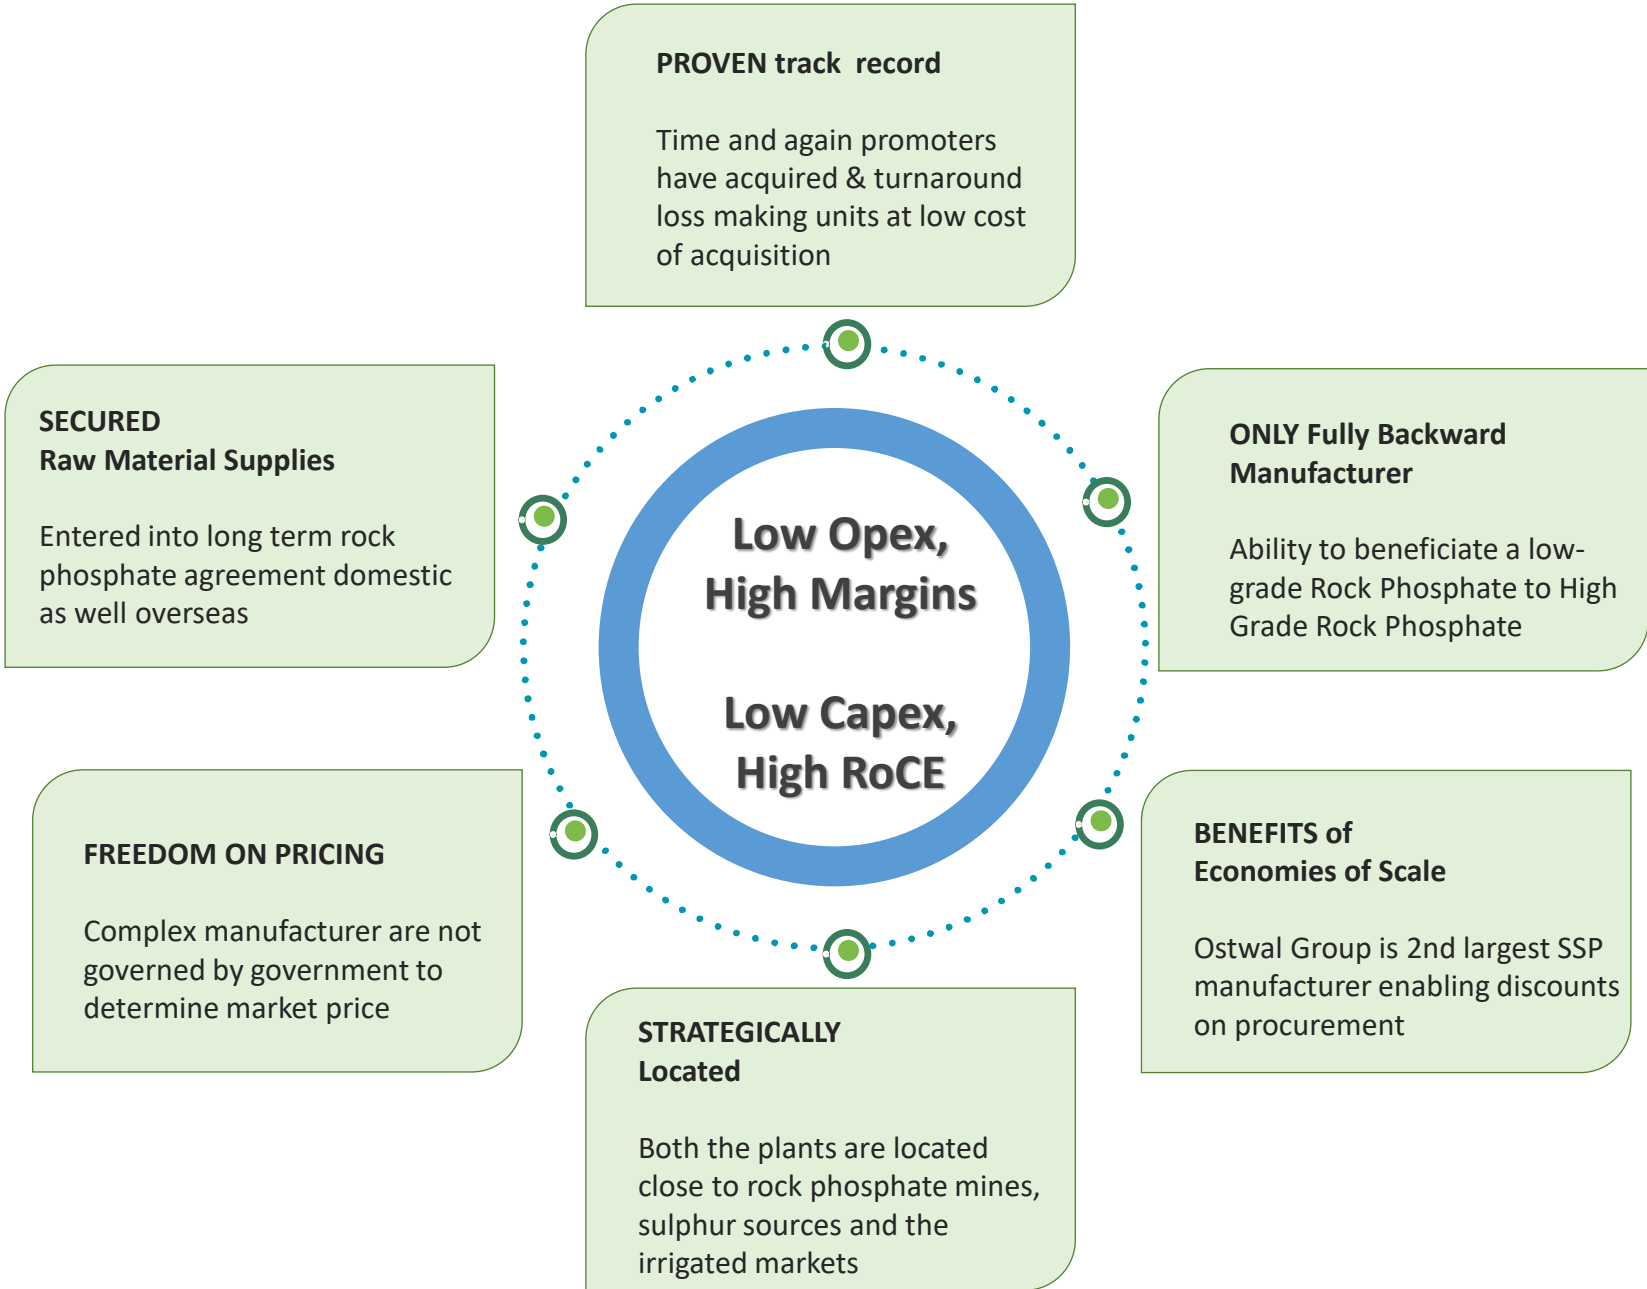 PROVEN track record
Time and again promoters
have acquired & turnaround
loss making units at low cost
of acquisition
SECURED
Raw Material Supplies
Entered into long term rock
phosphate agreement domestic
as well overseas
ONLY Fully Backward
Manufacturer
Ability to beneficiate a low-
grade Rock Phosphate to High
Grade Rock Phosphate
Low Opex,
High Margins
Low Capex,
High RoCE
FREEDOM ON PRICING
Complex manufacturer are not
governed by government to
determine market price
BENEFITS of
Economies of Scale
Ostwal Group is 2nd largest SSP
manufacturer enabling discounts
on procurement
STRATEGICALLY
Located
Both the plants are located
close to rock phosphate mines,
sulphur sources and the
irrigated markets